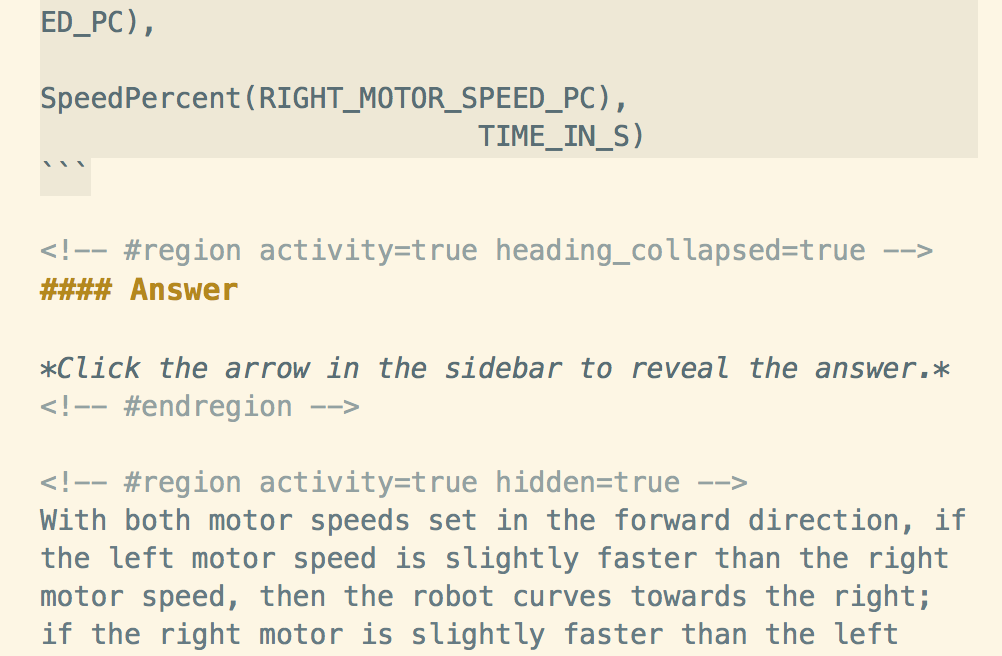 ED_PC),
SpeedPercent(RIGHT_MOTOR_SPEED_PC),
TIME_IN_S)
```
<!-- #region activity=true heading_collapsed=true -->
#### Answer
*Click the arrow in the sidebar to reveal the answer.*
<!-- #endregion -->
<!-- #region activity=true hidden=true -->
With both motor speeds set in the forward direction, if
the left motor speed is slightly faster than the right
motor speed, then the robot curves towards the right;
if the right motor is slightly faster than the left